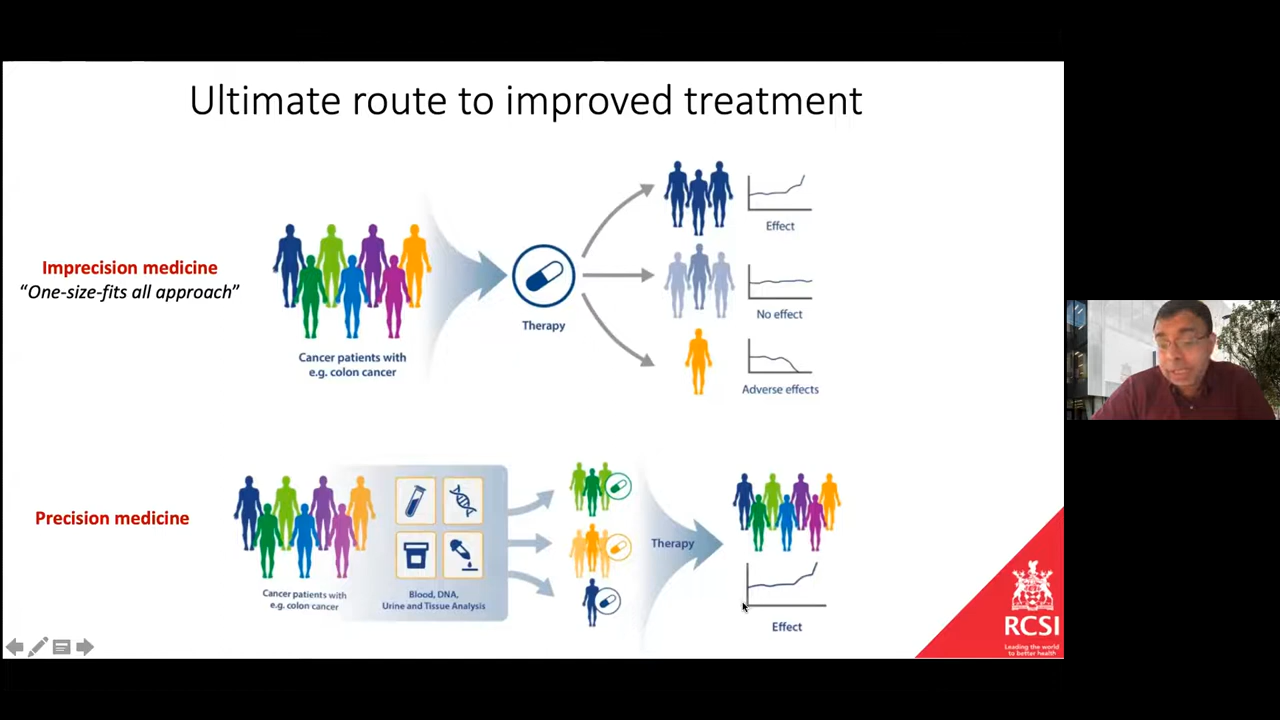 Ultimate route to improved treatment
Imprecision medicine
“One-size-fits all approach”
Cancer patients with
e.g. colon cancer
Therapy
Effect
No effect
Adverse effects
Precision medicine
Cancer patients with
e.g. colon cancer
Blood, DNA,
Urine and Tissue Analysis
Therapy
Effect
RCSI
Leading the world
to better health